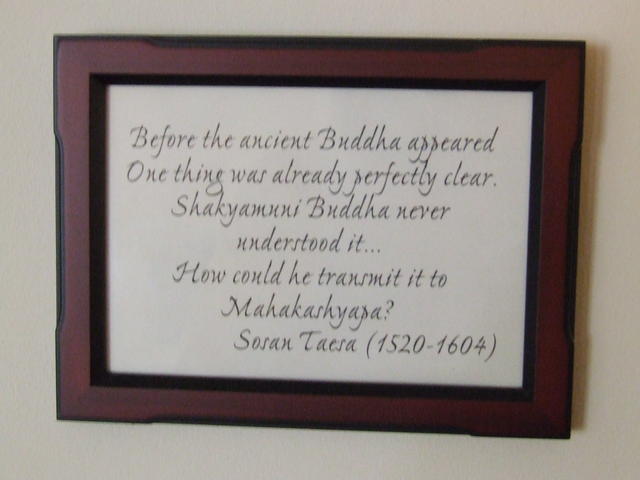 Before the ancient Buddha appeared
One thing was already perfectly clear.
Shakyamuni Buddha never
understood it...
How could he transmit it to
Mahakashyapa?
Sosan Taesa (1520-1604)